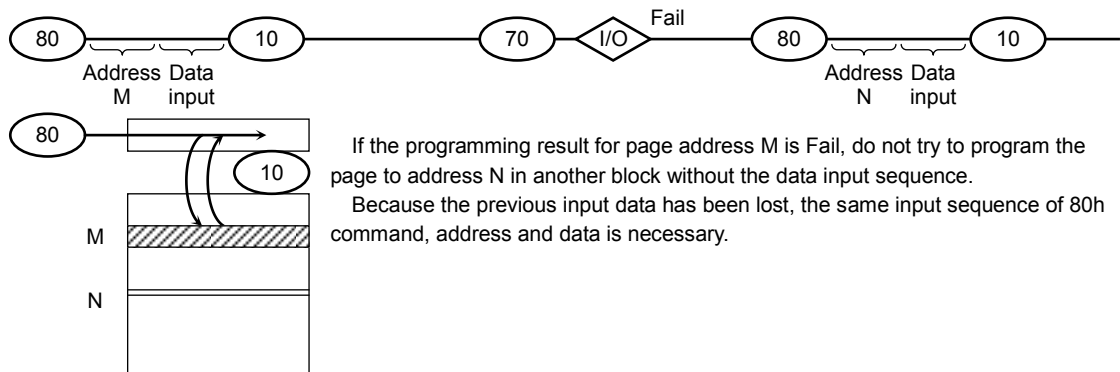 Fail
80 10 70 I/O 80 10
Address Data Address Data
M input N input
80
If the programming result for page address M is Fail, do not try to program the
page to address N in another block without the data input sequence.
10
Because the previous input data has been lost, the same input sequence of 80h
command, address and data is necessary.
M
N